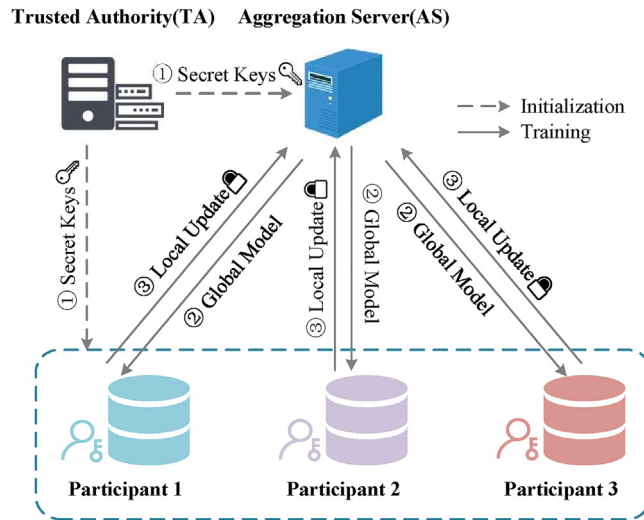 Trusted Authority(TA)
Aggregation Server(AS)
① Secret Keys
Initialization
Training
① Secret Keys
③ Local Update
② Global Model
③ Local Update
② Global Model
③ Local Update
② Global Model
Participant 1
Participant 2
Participant 3